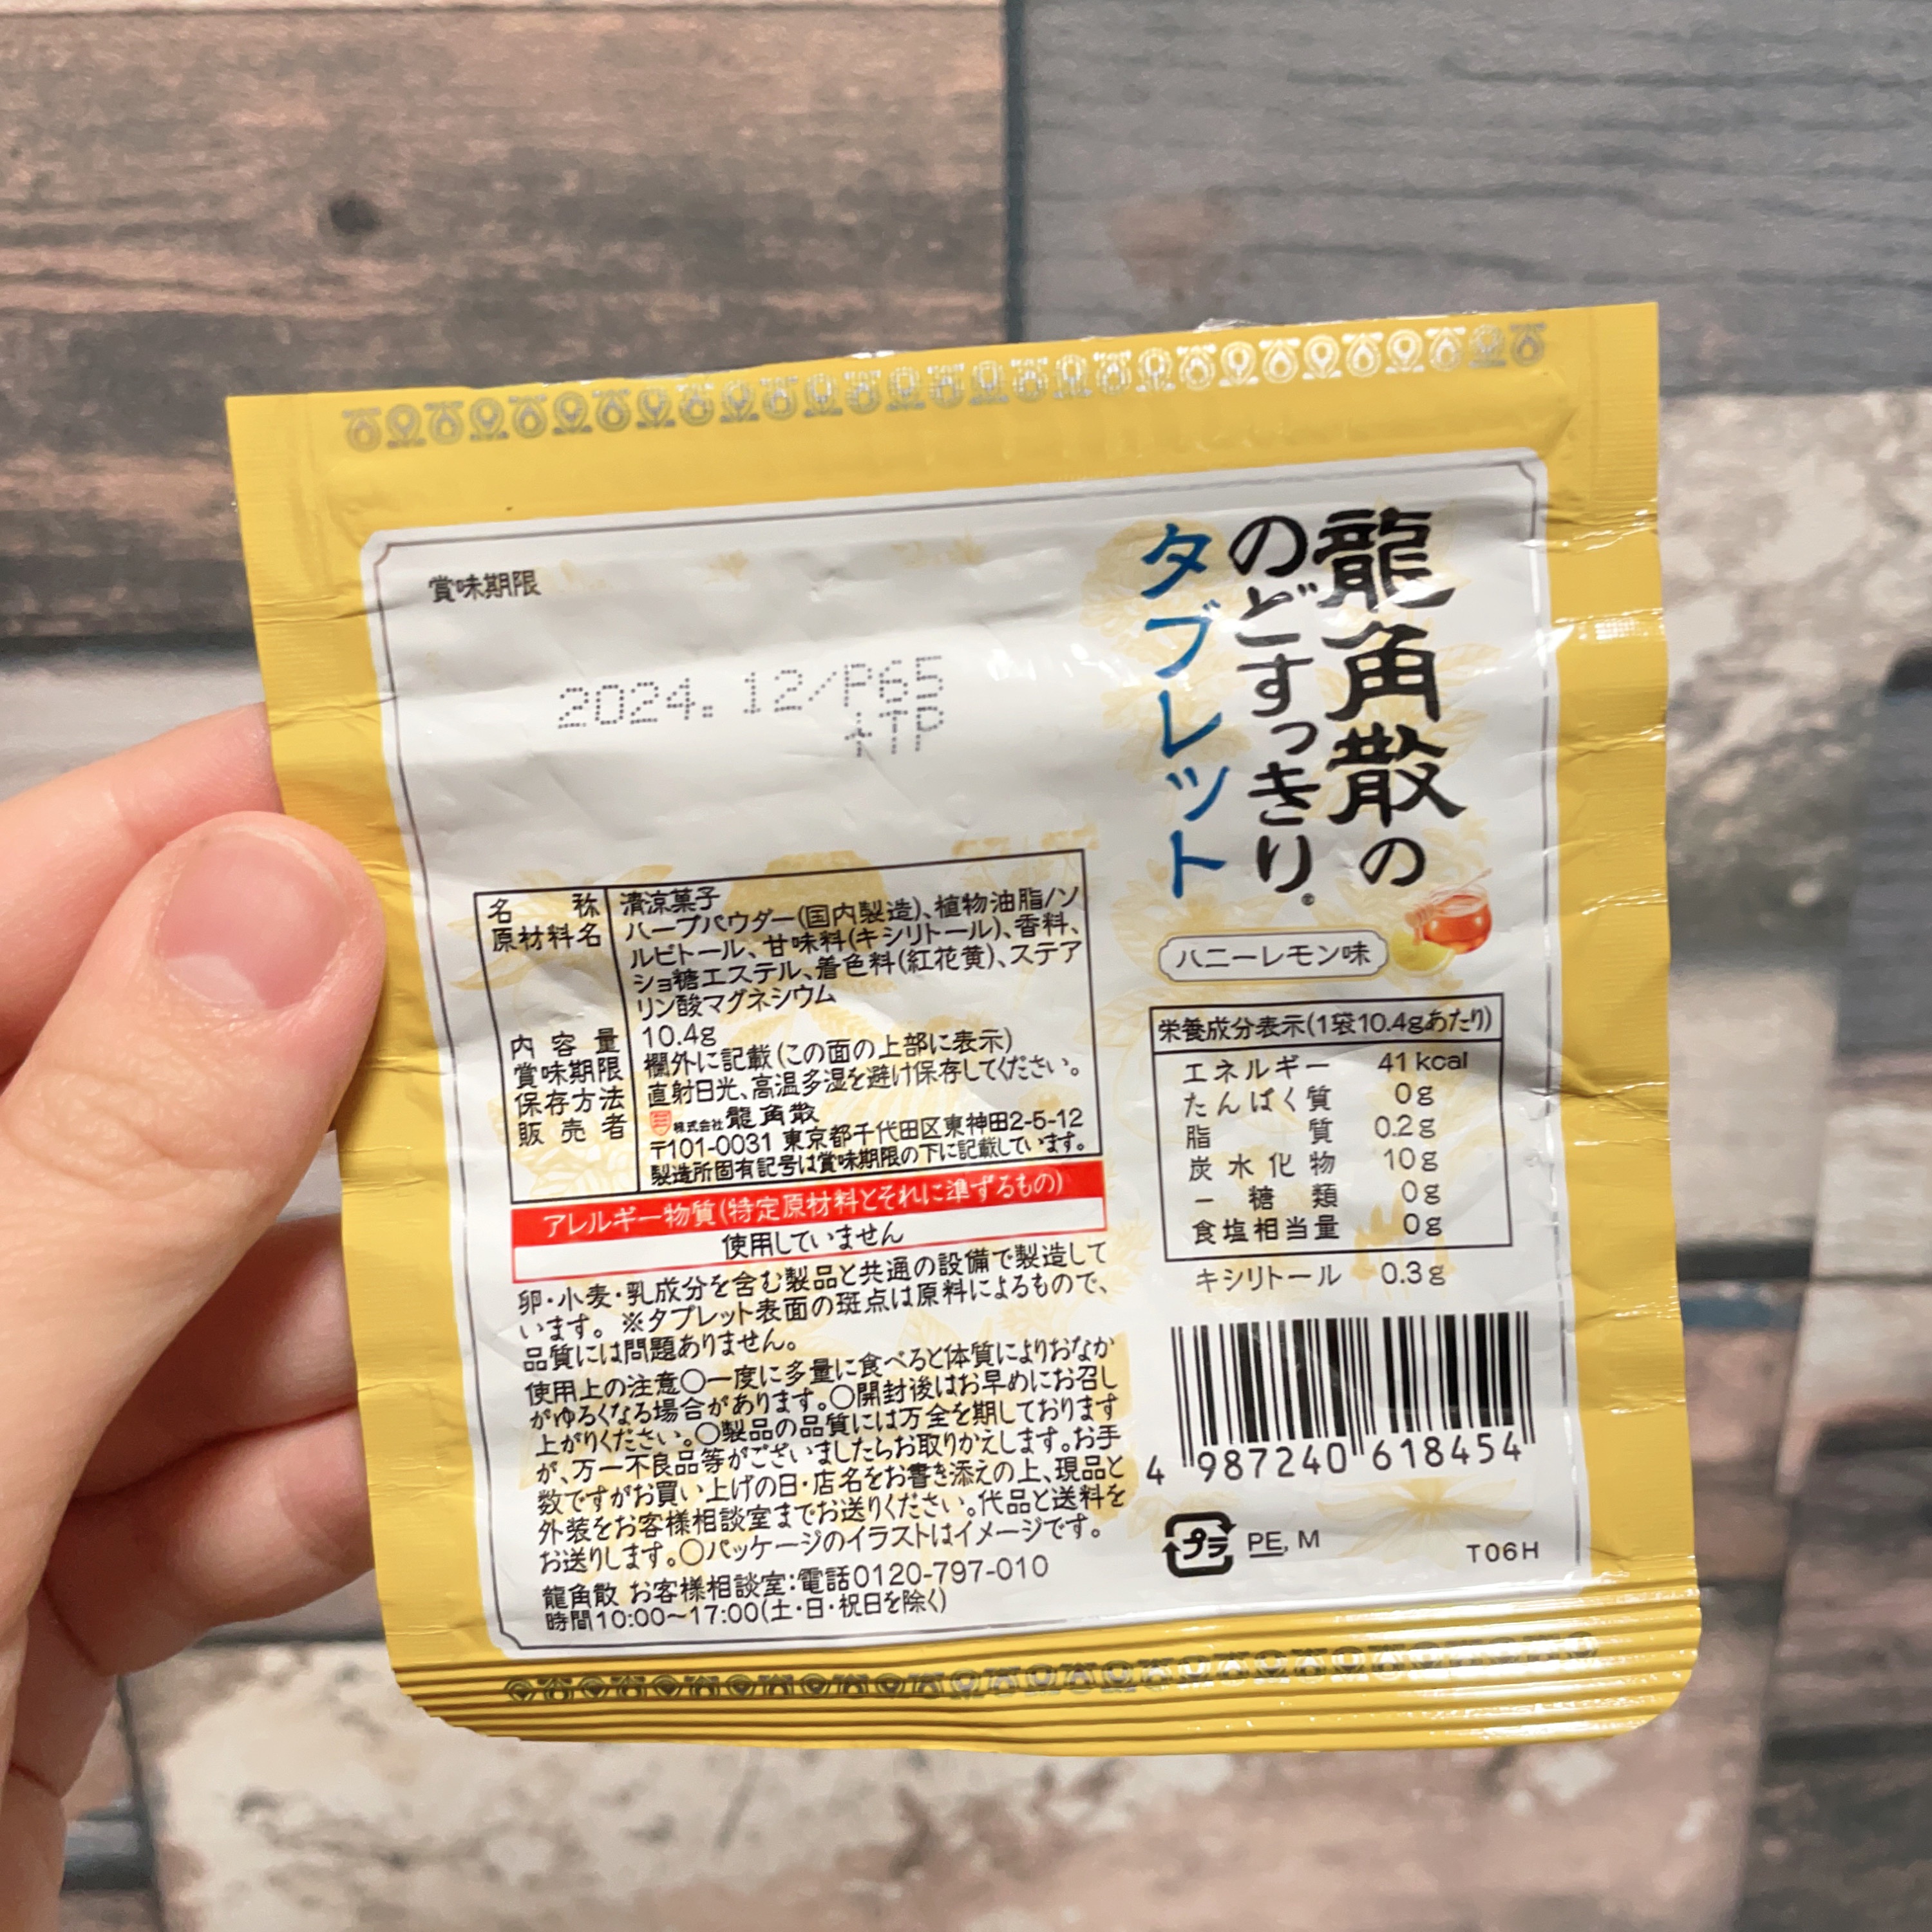 龍角散の
のどすっきり®
タブレット
ハニーレモン味
賞味期限
2024.12/P65
+TP
名称 清涼菓子
原材料名 ハーブパウダー(国内製造)、植物油脂/ソ
ルビトール、甘味料(キシリトール)、香料、
ショ糖エステル、着色料(紅花黄)、ステア
リン酸マグネシウム
内容量 10.4g
賞味期限 欄外に記載(この面の上部に表示)
保存方法 直射日光、高温多湿を避け保存してください。
販売者 株式会社龍角散
〒101-0031 東京都千代田区東神田2-5-12
製造所固有記号は賞味期限の下に記載しています。
アレルギー物質(特定原材料とそれに準ずるもの)
使用していません
卵・小麦・乳成分を含む製品と共通の設備で製造して
います。※タブレット表面の斑点は原料によるもので、
品質には問題ありません。
使用上の注意○一度に多量に食べると体質によりおなか
がゆるくなる場合があります。○開封後はお早めにお召し
上がりください。○製品の品質には万全を期しております
が、万一不良品等がございましたらお取りかえします。お手
数ですがお買い上げの日・店名をお書き添えの上、現品と
外装をお客様相談室までお送りください。代品と送料を
お送りします。○パッケージのイラストはイメージです。
龍角散 お客様相談室:電話0120-797-010
時間10:00〜17:00(土・日・祝日を除く)
栄養成分表示(1袋10.4gあたり)
エネルギー 41kcal
たんぱく質 0g
脂質 0.2g
炭水化物 10g
－糖類 0g
食塩相当量 0g
キシリトール 0.3g
4 987240 618454
プラ PE, M
T06H